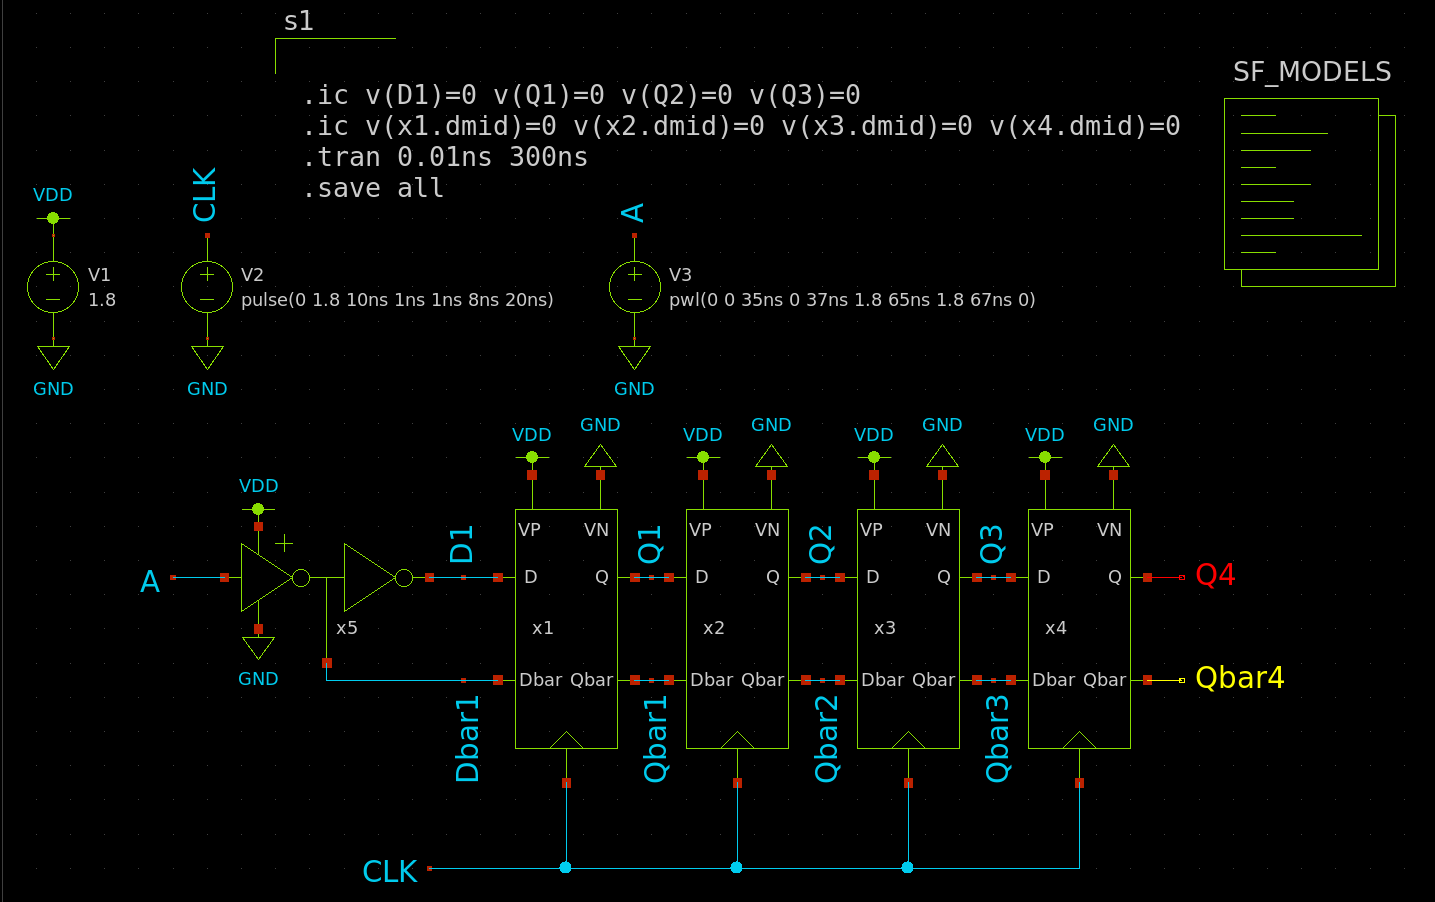 s1
SF_MODELS
.ic v(D1)=0 v(Q1)=0 v(Q2)=0 v(Q3)=0
.ic v(x1.dmid)=0 v(x2.dmid)=0 v(x3.dmid)=0 v(x4.dmid)=0
.tran 0.01ns 300ns
.save all
VDD
CLK
A
V1
1.8
V2
pulse(0 1.8 10ns 1ns 1ns 8ns 20ns)
V3
pwl(0 0 35ns 0 37ns 1.8 65ns 1.8 67ns 0)
GND
GND
GND
VDD
GND
VDD
GND
VDD
GND
VDD
GND
VDD
A
x5
GND
D1
Dbar1
VP
VN
D
Q
x1
Dbar
Qbar
Q1
Qbar1
VP
VN
D
Q
x2
Dbar
Qbar
Q2
Qbar2
VP
VN
D
Q
x3
Dbar
Qbar
Q3
Qbar3
VP
VN
D
Q
x4
Dbar
Qbar
Q4
Qbar4
CLK